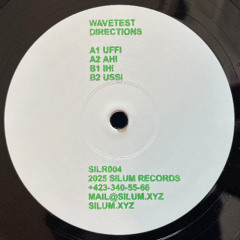 WAVETEST
DIRECTIONS
A1 UFFI
A2 AHI
B1 IHI
B2 USSI
SILR004
2025 SILUM RECORDS
+423-340-55-66
MAIL@SILUM.XYZ
SILUM.XYZ